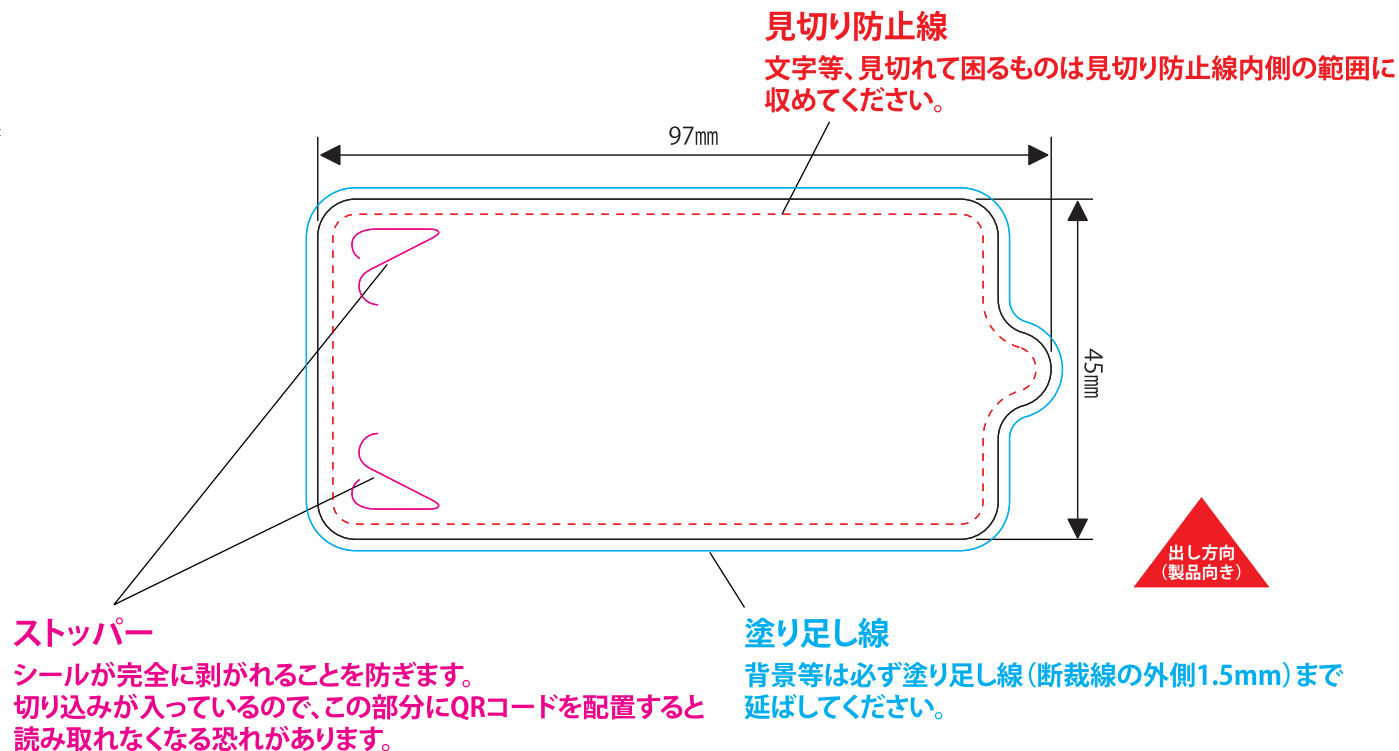 見切り防止線
文字等、見切れて困るものは見切り防止線内側の範囲に
収めてください。
97㎜
45㎜
出し方向
(製品向き)
ストッパー
シールが完全に剥がれることを防ぎます。
切り込みが入っているので、この部分にQRコードを配置すると
読み取れなくなる恐れがあります。
塗り足し線
背景等は必ず塗り足し線(断裁線の外側1.5mm)まで
延ばしてください。